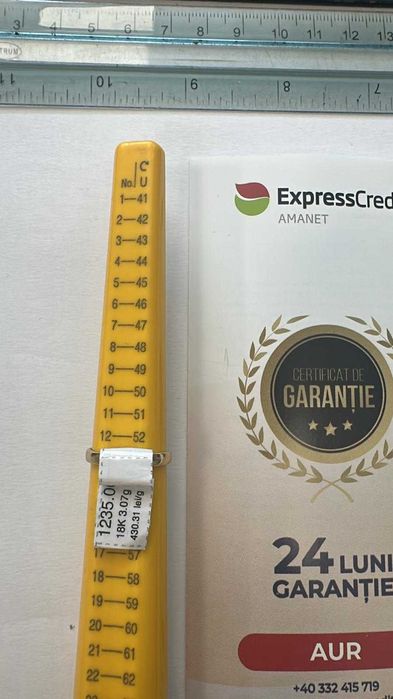 3 4 5 6 7 8 9 10 11 12 13
TRUM
11 10 9 8 7
C
No. U
1—41
2—42
3—43
4—44
5—45
6—46
7—47
8—48
9—49
10—50
11—51
12—52
1235.0
18K 3.07g
430.31 lei/g
17—57
18—58
19—59
20—60
21—61
22—62
ExpressCred
AMANET
CERTIFICAT DE
GARANȚIE
24 LUNI
GARANȚIE
AUR
+40 332 415 719